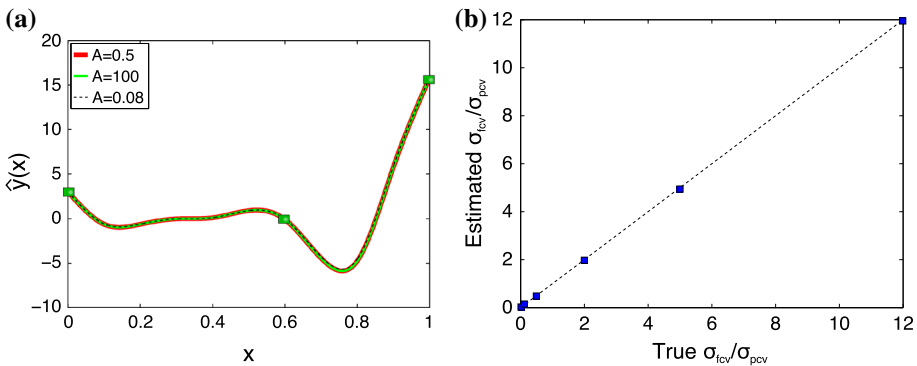 (a)
20
15
10
5
0
−5
−10
ŷ(x)
A=0.5
A=100
A=0.08
0 0.2 0.4 0.6 0.8 1
x
(b)
12
10
8
6
4
2
0
Estimated σfcv/σpcv
0 2 4 6 8 10 12
True σfcv/σpcv